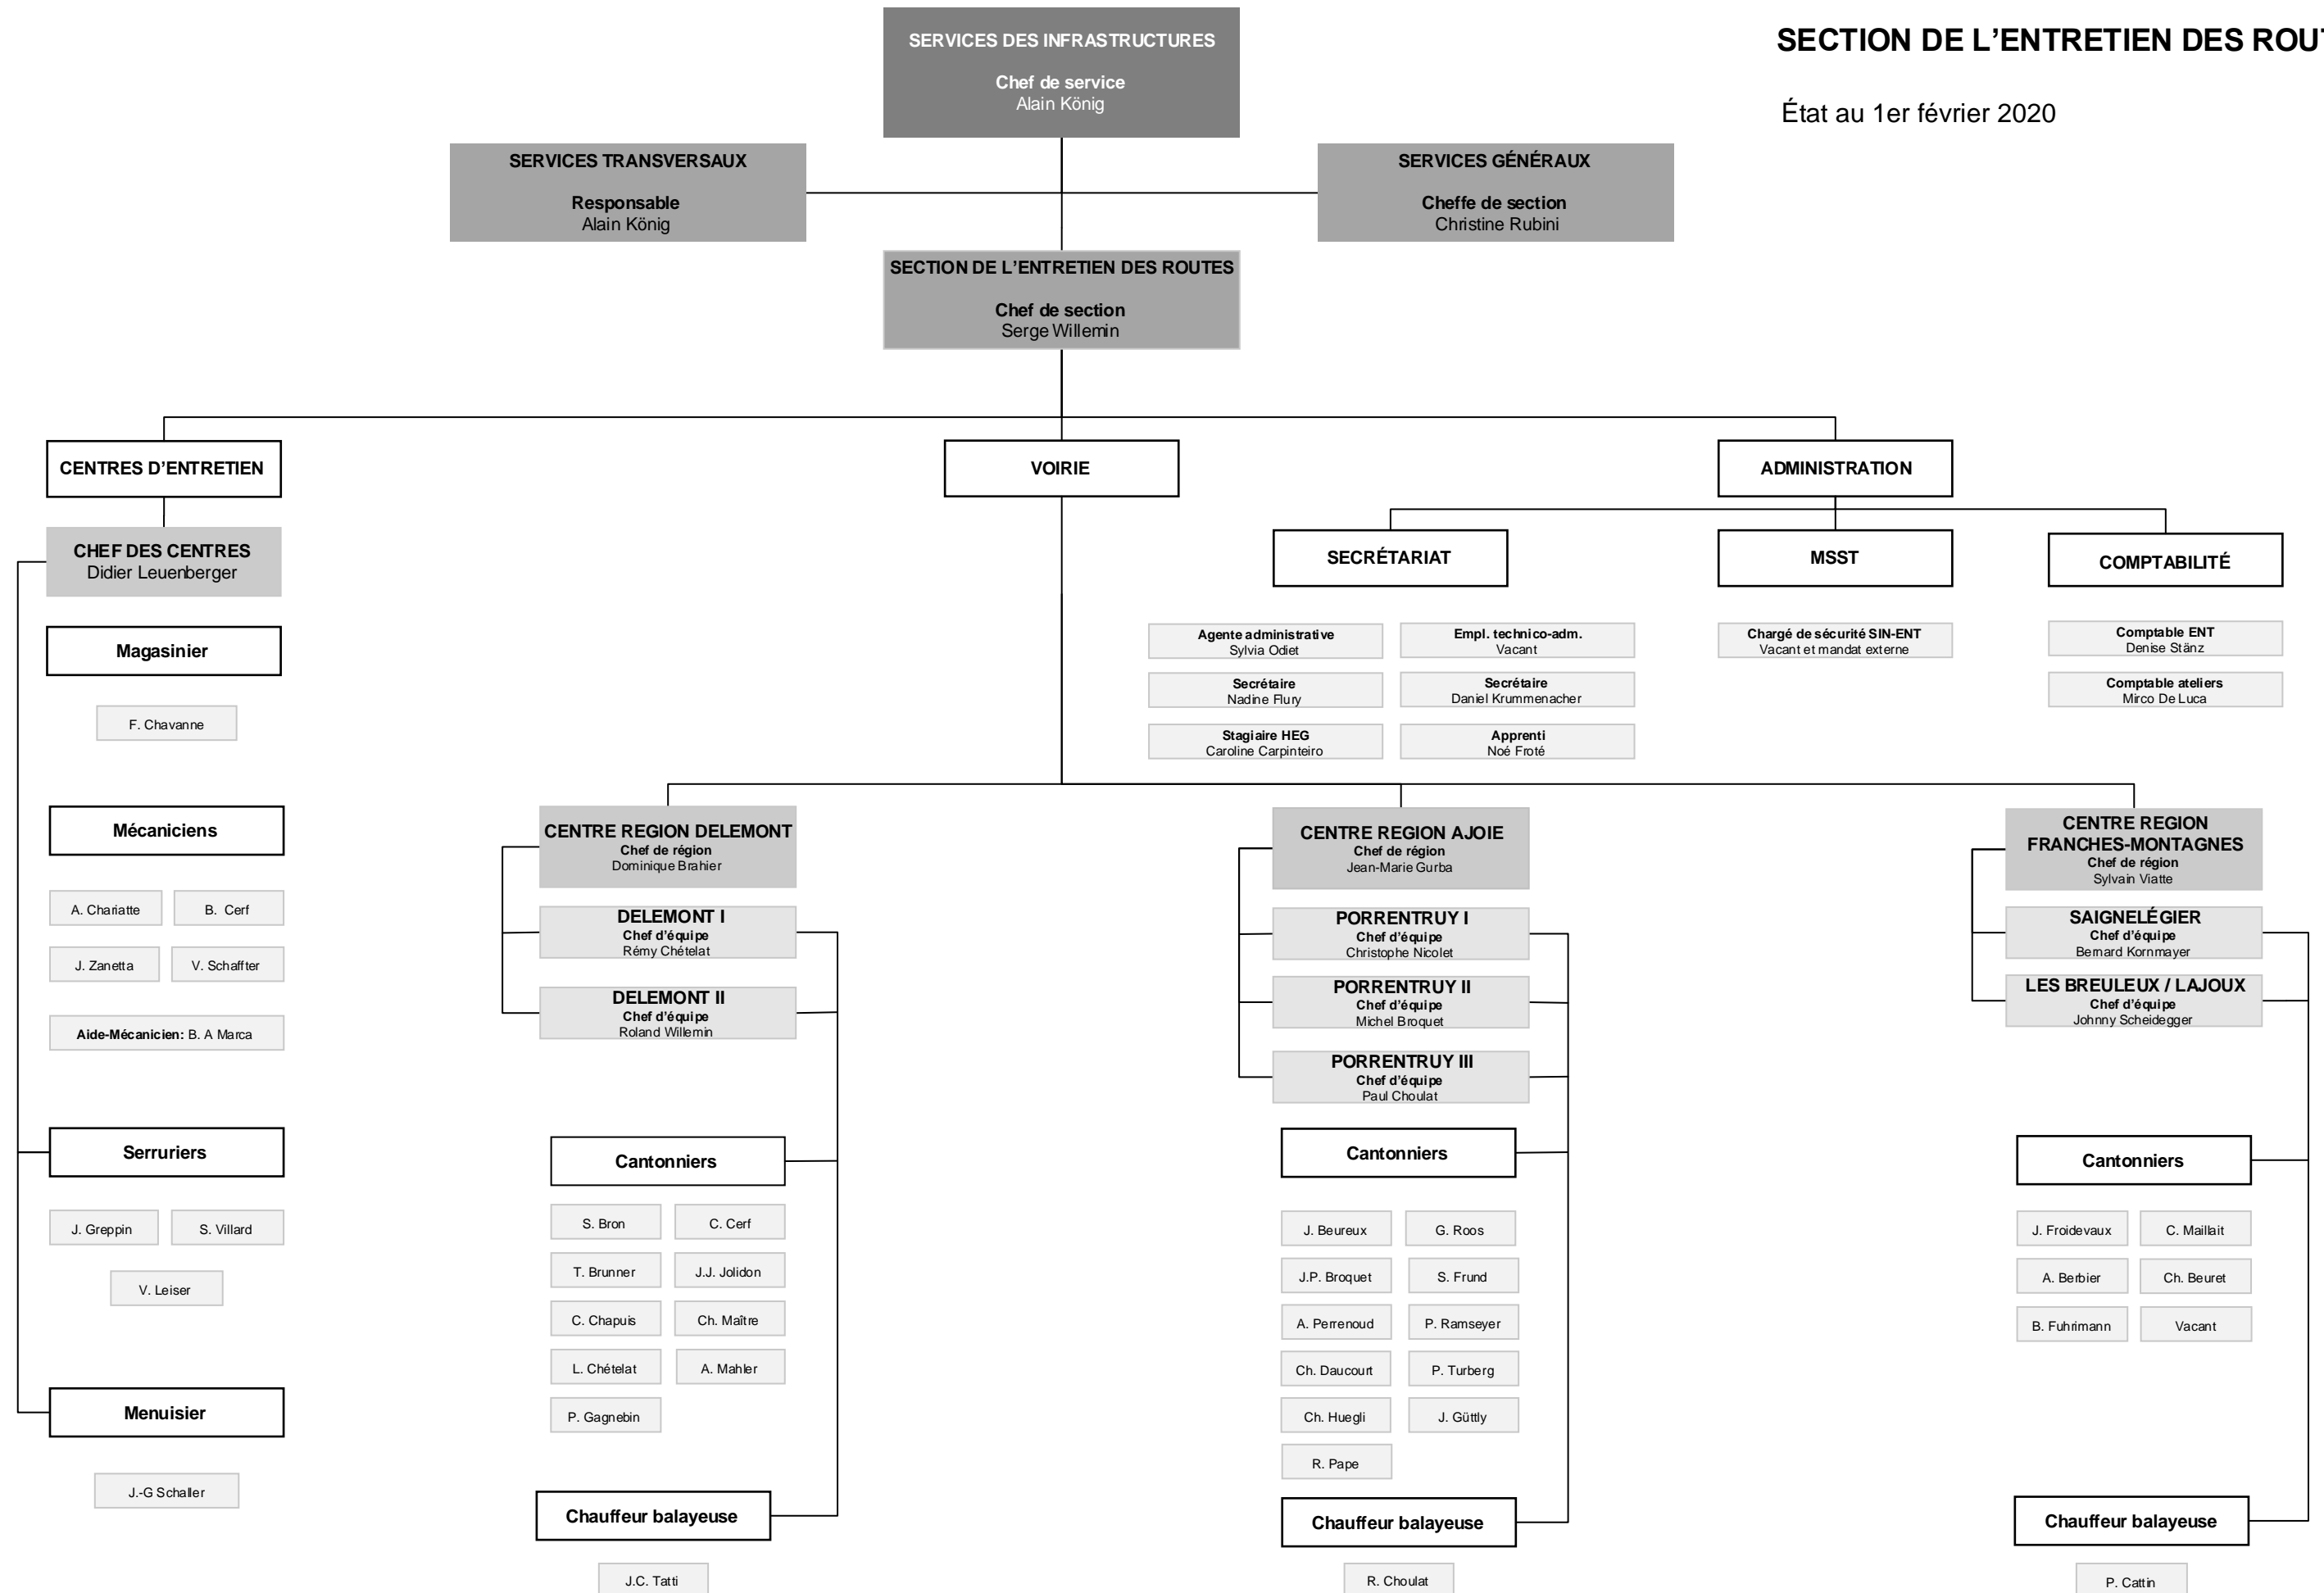 SERVICES DES INFRASTRUCTURES
Chef de service
Alain König
SECTION DE L'ENTRETIEN DES
État au 1er février 2020
SERVICES TRANSVERSAUX
Responsable
Alain König
SERVICES GÉNÉRAUX
Cheffe de section
Christine Rubini
SECTION DE L'ENTRETIEN DES ROUTES
Chef de section
Serge Willemin
CENTRES D'ENTRETIEN
VOIRIE
ADMINISTRATION
CHEF DES CENTRES
Didier Leuenberger
SECRÉTARIAT
MSST
COMPTABILITÉ
Magasinier
F. Chavanne
Agente administrative
Sylvia Odiet
Empl. technico-adm.
Vacant
Secrétaire
Nadine Flury
Secrétaire
Daniel Krummenacher
Stagiaire HEG
Caroline Carpinteiro
Apprenti
Noé Froté
Chargé de sécurité SIN-ENT
Vacant et mandat externe
Comptable ENT
Denise Stänz
Comptable ateliers
Mirco De Luca
Mécaniciens
A. Chariatte
B. Cerf
J. Zanetta
V. Schaffter
Aide-Mécanicien: B. A Marca
Serruriers
J. Greppin
S. Villard
V. Leiser
Menuisier
J.-G Schaller
CENTRE REGION DELEMONT
Chef de région
Dominique Brahier
DELEMONT I
Chef d'équipe
Rémy Chételat
DELEMONT II
Chef d'équipe
Roland Willemin
Cantonniers
S. Bron
C. Cerf
T. Brunner
J.J. Jolidon
C. Chapuis
Ch. Maître
L. Chételat
A. Mahler
P. Gagnebin
Chauffeur balayeuse
J.C. Tatti
CENTRE REGION AJOIE
Chef de région
Jean-Marie Gurba
PORRENTRUY I
Chef d'équipe
Christophe Nicolet
PORRENTRUY II
Chef d'équipe
Michel Broquet
PORRENTRUY III
Chef d'équipe
Paul Choulat
Cantonniers
J. Beureux
G. Roos
J.P. Broquet
S. Frund
A. Perrenoud
P. Ramseyer
Ch. Daucourt
P. Turberg
Ch. Huegli
J. Güttly
R. Pape
Chauffeur balayeuse
R. Choulat
CENTRE REGION
FRANCHES-MONTAGNES
Chef de région
Sylvain Viatte
SAIGNELÉGIER
Chef d'équipe
Bernard Kornmayer
LES BREULEUX / LAJOUX
Chef d'équipe
Johnny Scheidegger
Cantonniers
J. Froidevaux
C. Maillait
A. Berbier
Ch. Beuret
B. Fuhrimann
Vacant
Chauffeur balayeuse
P. Cattin